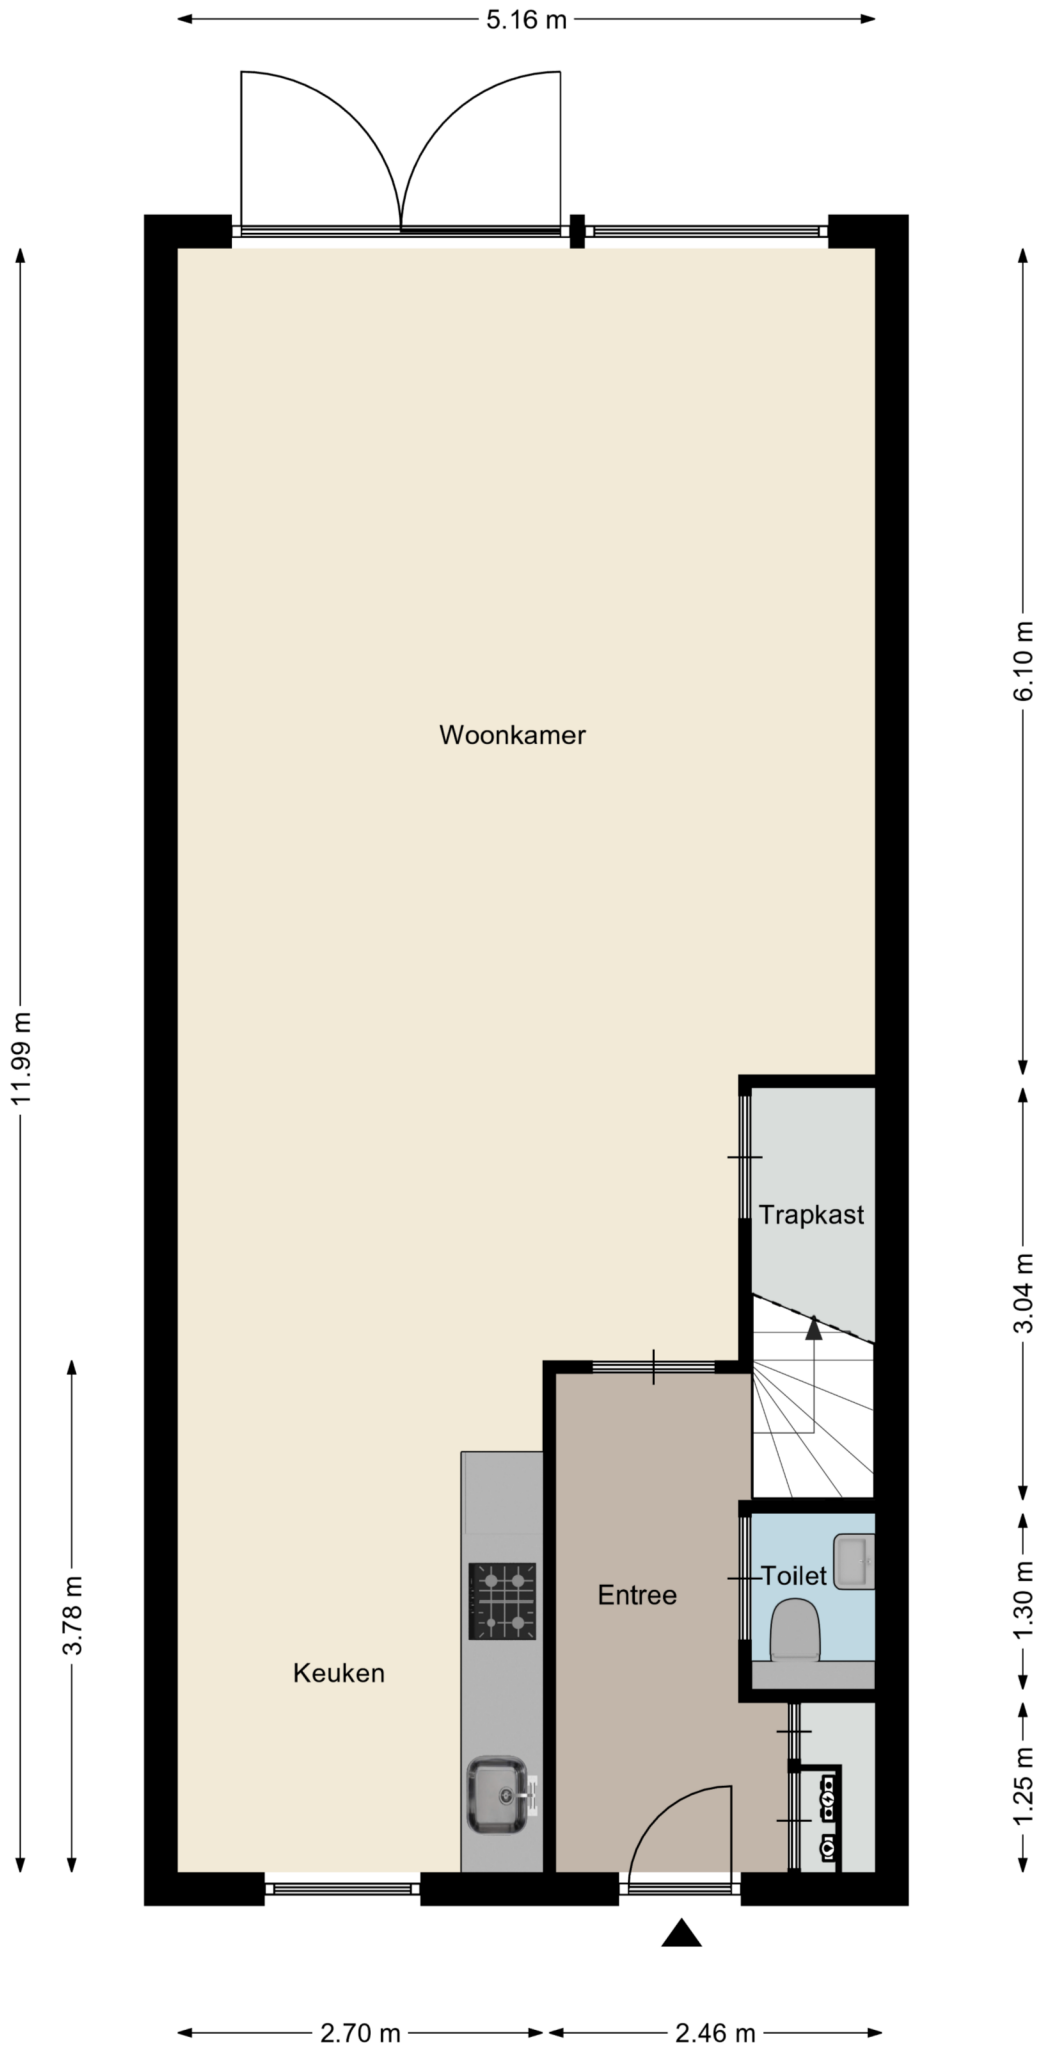 5.16 m
6.10 m
Woonkamer
11.99 m
Trapkast
3.04 m
Toilet
Entree
1.30 m
3.78 m
Keuken
1.25 m
2.70 m
2.46 m